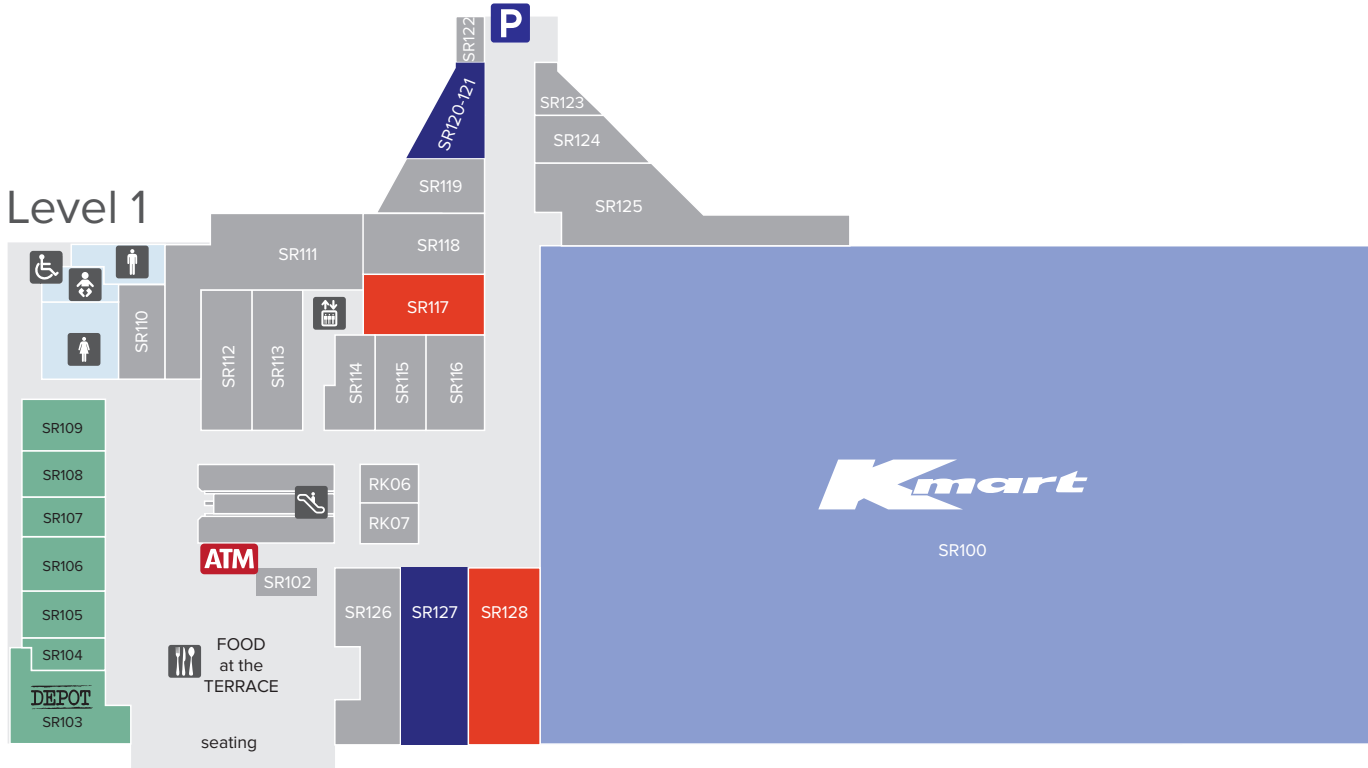 P
SR122
SR120-121
SR123
SR124
SR119
Level 1
SR125
SR118
SR111
SR117
SR110
SR112
SR113
SR114
SR115
SR116
SR109
SR108
SR107
SR106
SR105
SR104
DEPOT
SR103
RK06
RK07
ATM
SR102
SR126
SR127
SR128
FOOD
at the
TERRACE
seating
Kmart
SR100